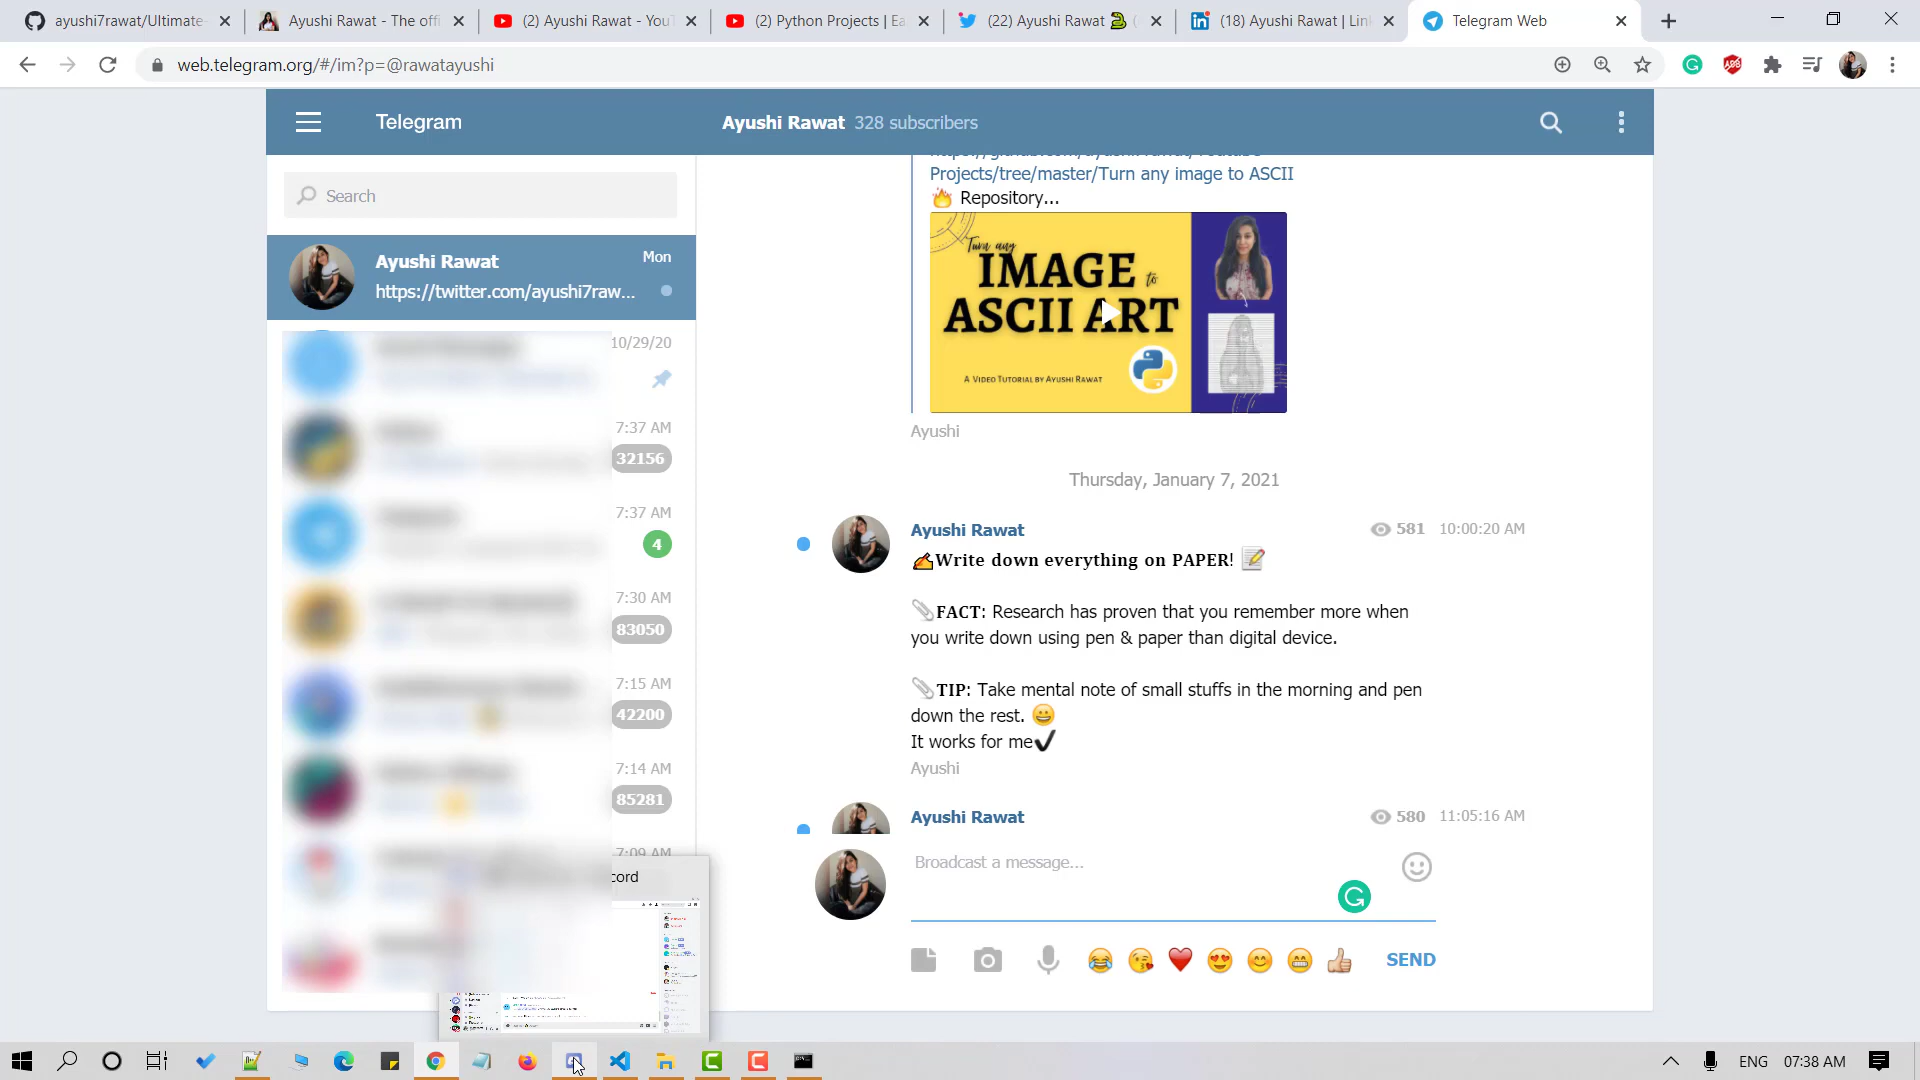 ayushi7rawat/Ultimate-
Ayushi Rawat - The offi
(2) Ayushi Rawat - YouT
(2) Python Projects | Ea
(22) Ayushi Rawat
(18) Ayushi Rawat | Link
Telegram Web
web.telegram.org/#/im?p=@rawatayushi
Telegram
Ayushi Rawat 328 subscribers
Search
Ayushi Rawat
Mon
https://twitter.com/ayushi7raw...
10/29/20
7:37 AM
32156
7:37 AM
4
7:30 AM
83050
7:15 AM
42200
7:14 AM
85281
7:09 AM
cord
Projects/tree/master/Turn any image to ASCII
🔥 Repository...
Turn any
IMAGE to
ASCII ART
A VIDEO TUTORIAL BY AYUSHI RAWAT
Ayushi
Thursday, January 7, 2021
Ayushi Rawat
581 10:00:20 AM
✍Write down everything on PAPER! 📝
📎FACT: Research has proven that you remember more when
you write down using pen & paper than digital device.
📎TIP: Take mental note of small stuffs in the morning and pen
down the rest. 😀
It works for me✔
Ayushi
Ayushi Rawat
580 11:05:16 AM
Broadcast a message...
SEND
ENG
07:38 AM